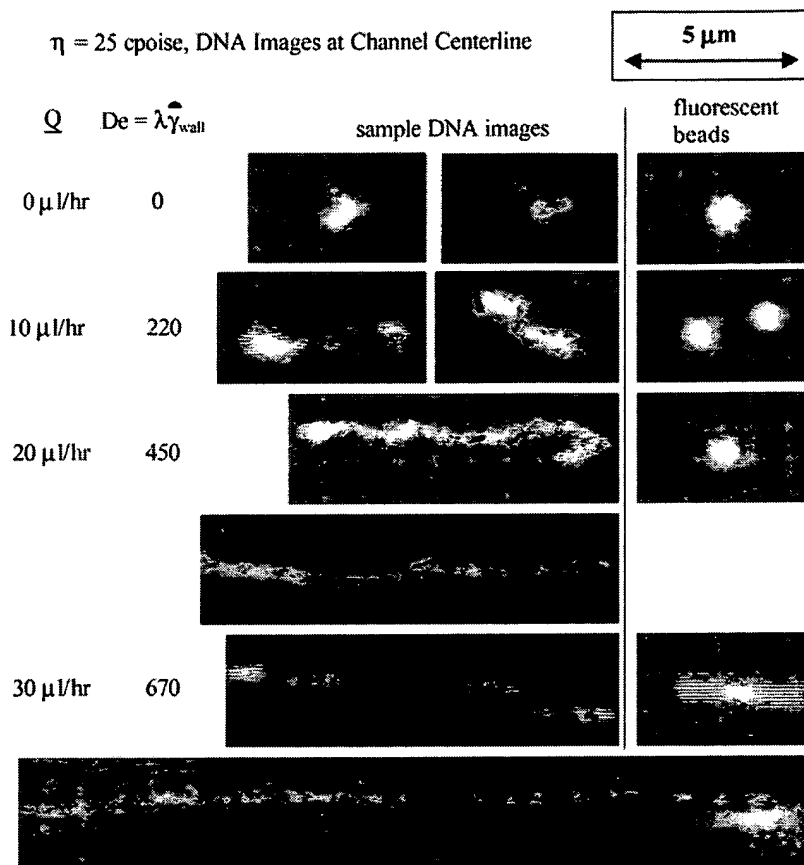 η = 25 cpoise, DNA Images at Channel Centerline
5 μm
Q De = λγ̂wall
sample DNA images
fluorescent
beads
0 μl/hr 0
10 μl/hr 220
20 μl/hr 450
30 μl/hr 670